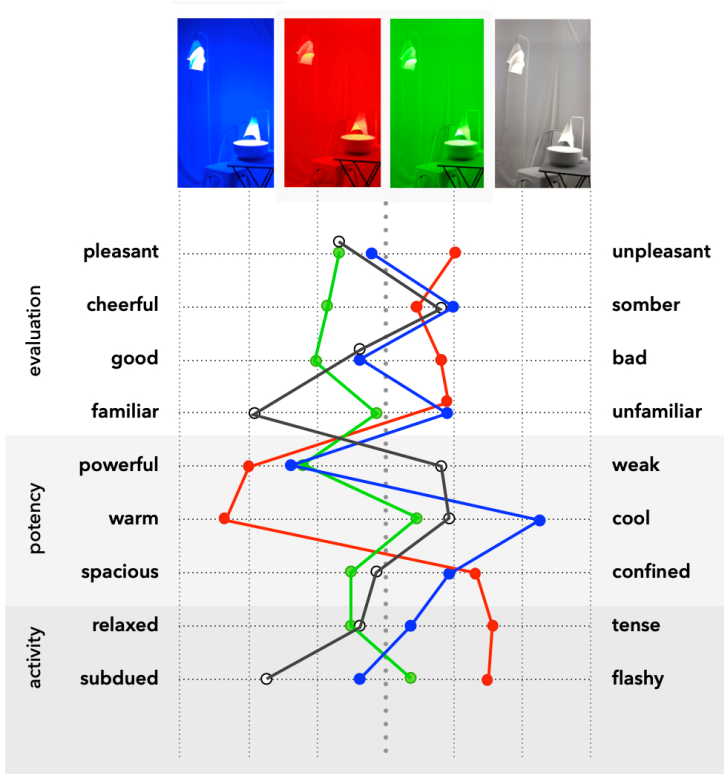 evaluation
pleasant unpleasant
cheerful somber
good bad
familiar unfamiliar
potency
powerful weak
warm cool
spacious confined
activity
relaxed tense
subdued flashy